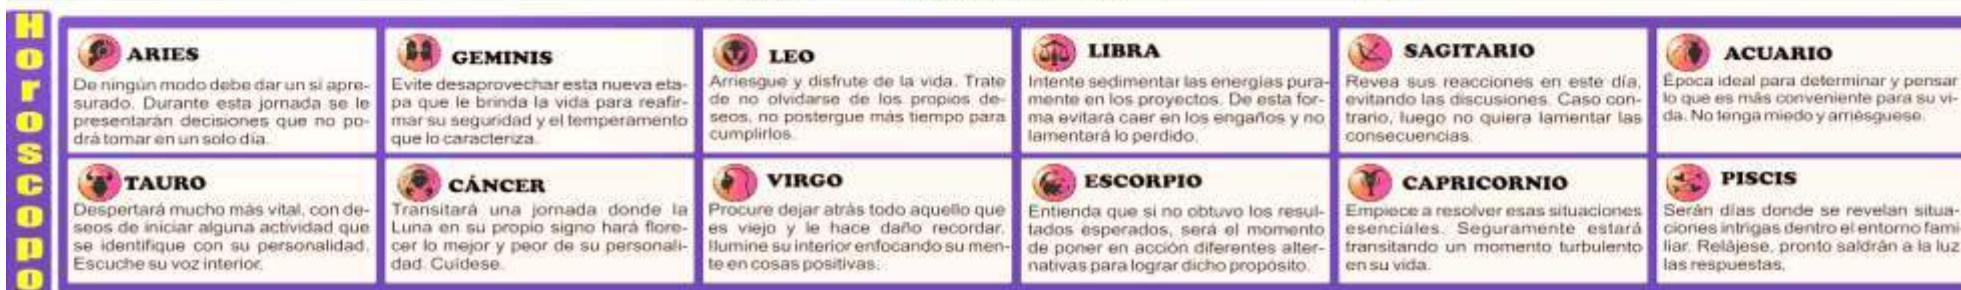 Horoscopo
ARIES
De ningún modo debe dar un si apre-
surado. Durante esta jornada se le
presentarán decisiones que no po-
drá tomar en un solo día.
TAURO
Despertará mucho más vital, con de-
seos de iniciar alguna actividad que
se identifique con su personalidad.
Escuche su voz interior.
GEMINIS
Evite desaprovechar esta nueva eta-
pa que le brinda la vida para reafir-
mar su seguridad y el temperamento
que lo caracteriza.
CÁNCER
Transitará una jornada donde la
Luna en su propio signo hará flore-
cer lo mejor y peor de su personali-
dad. Cuídese.
LEO
Arriesgue y disfrute de la vida. Trate
de no olvidarse de los propios de-
seos, no postergue más tiempo para
cumplirlos.
VIRGO
Procure dejar atrás todo aquello que
es viejo y le hace daño recordar.
Ilumine su interior enfocando su men-
te en cosas positivas.
LIBRA
Intente sedimentar las energías pura-
mente en los proyectos. De esta for-
ma evitará caer en los engaños y no
lamentará lo perdido.
ESCORPIO
Entienda que si no obtuvo los resul-
tados esperados, será el momento
de poner en acción diferentes alter-
nativas para lograr dicho propósito.
SAGITARIO
Revea sus reacciones en este día,
evitando las discusiones. Caso con-
trario, luego no quiera lamentar las
consecuencias.
CAPRICORNIO
Empiece a resolver esas situaciones
esenciales. Seguramente estará
transitando un momento turbulento
en su vida.
ACUARIO
Época ideal para determinar y pensar
lo que es más conveniente para su vi-
da. No tenga miedo y arriésguese.
PISCIS
Serán días donde se revelan situa-
ciones intrigas dentro el entorno fami-
liar. Relájese, pronto saldrán a la luz
las respuestas.